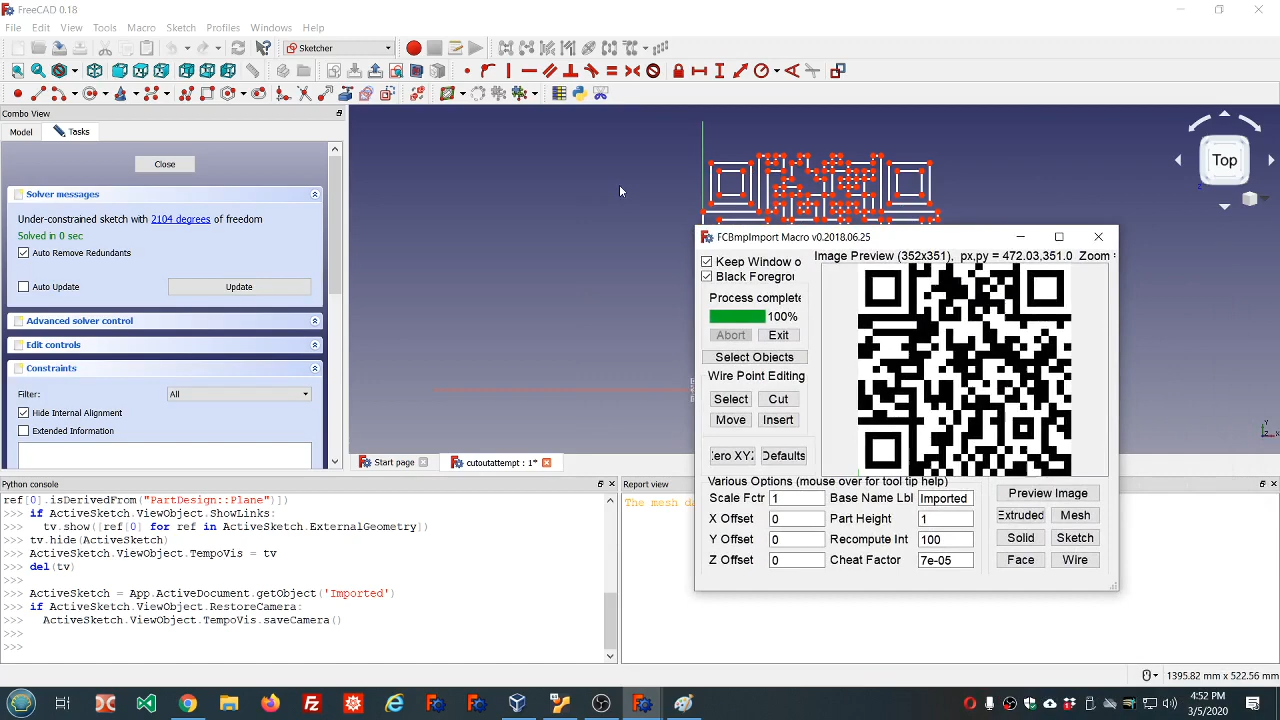 FreeCAD 0.18
File Edit View Tools Macro Sketch Profiles Windows Help
Sketcher
Combo View
Model Tasks
Close
Solver messages
Under-constrained sketch with 2104 degrees of freedom
Solved in 0 sec
Auto Remove Redundants
Auto Update Update
Advanced solver control
Edit controls
Constraints
Filter: All
Hide Internal Alignment
Extended Information
Top
FCBmpImport Macro v0.2018.06.25
Keep Window o
Image Preview (352x351), px,py = 472.03,351.0 Zoom
Black Foregrou
Process complete
100%
Abort Exit
Select Objects
Wire Point Editing
Select Cut
Move Insert
Zero XYZ Defaults
Various Options (mouse over for tool tip help)
Scale Fctr 1 Base Name Lbl Imported
X Offset 0 Part Height 1
Y Offset 0 Recompute Int 100
Z Offset 0 Cheat Factor 7e-05
Preview Image
Extruded Mesh
Solid Sketch
Face Wire
Start page cutoutattempt : 1*
Python console
ref[0].isDerivedFrom("PartDesign::Plane")])
>>> if ActiveSketch.ViewObject.ShowLinks:
>>> tv.show([ref[0] for ref in ActiveSketch.ExternalGeometry])
>>> tv.hide(ActiveSketch)
>>> ActiveSketch.ViewObject.TempoVis = tv
>>> del(tv)
>>>
>>> ActiveSketch = App.ActiveDocument.getObject('Imported')
>>> if ActiveSketch.ViewObject.RestoreCamera:
>>> ActiveSketch.ViewObject.TempoVis.saveCamera()
>>>
>>>
Report view
The mesh da
1395.82 mm x 522.56 mm
4:52 PM
3/5/2020